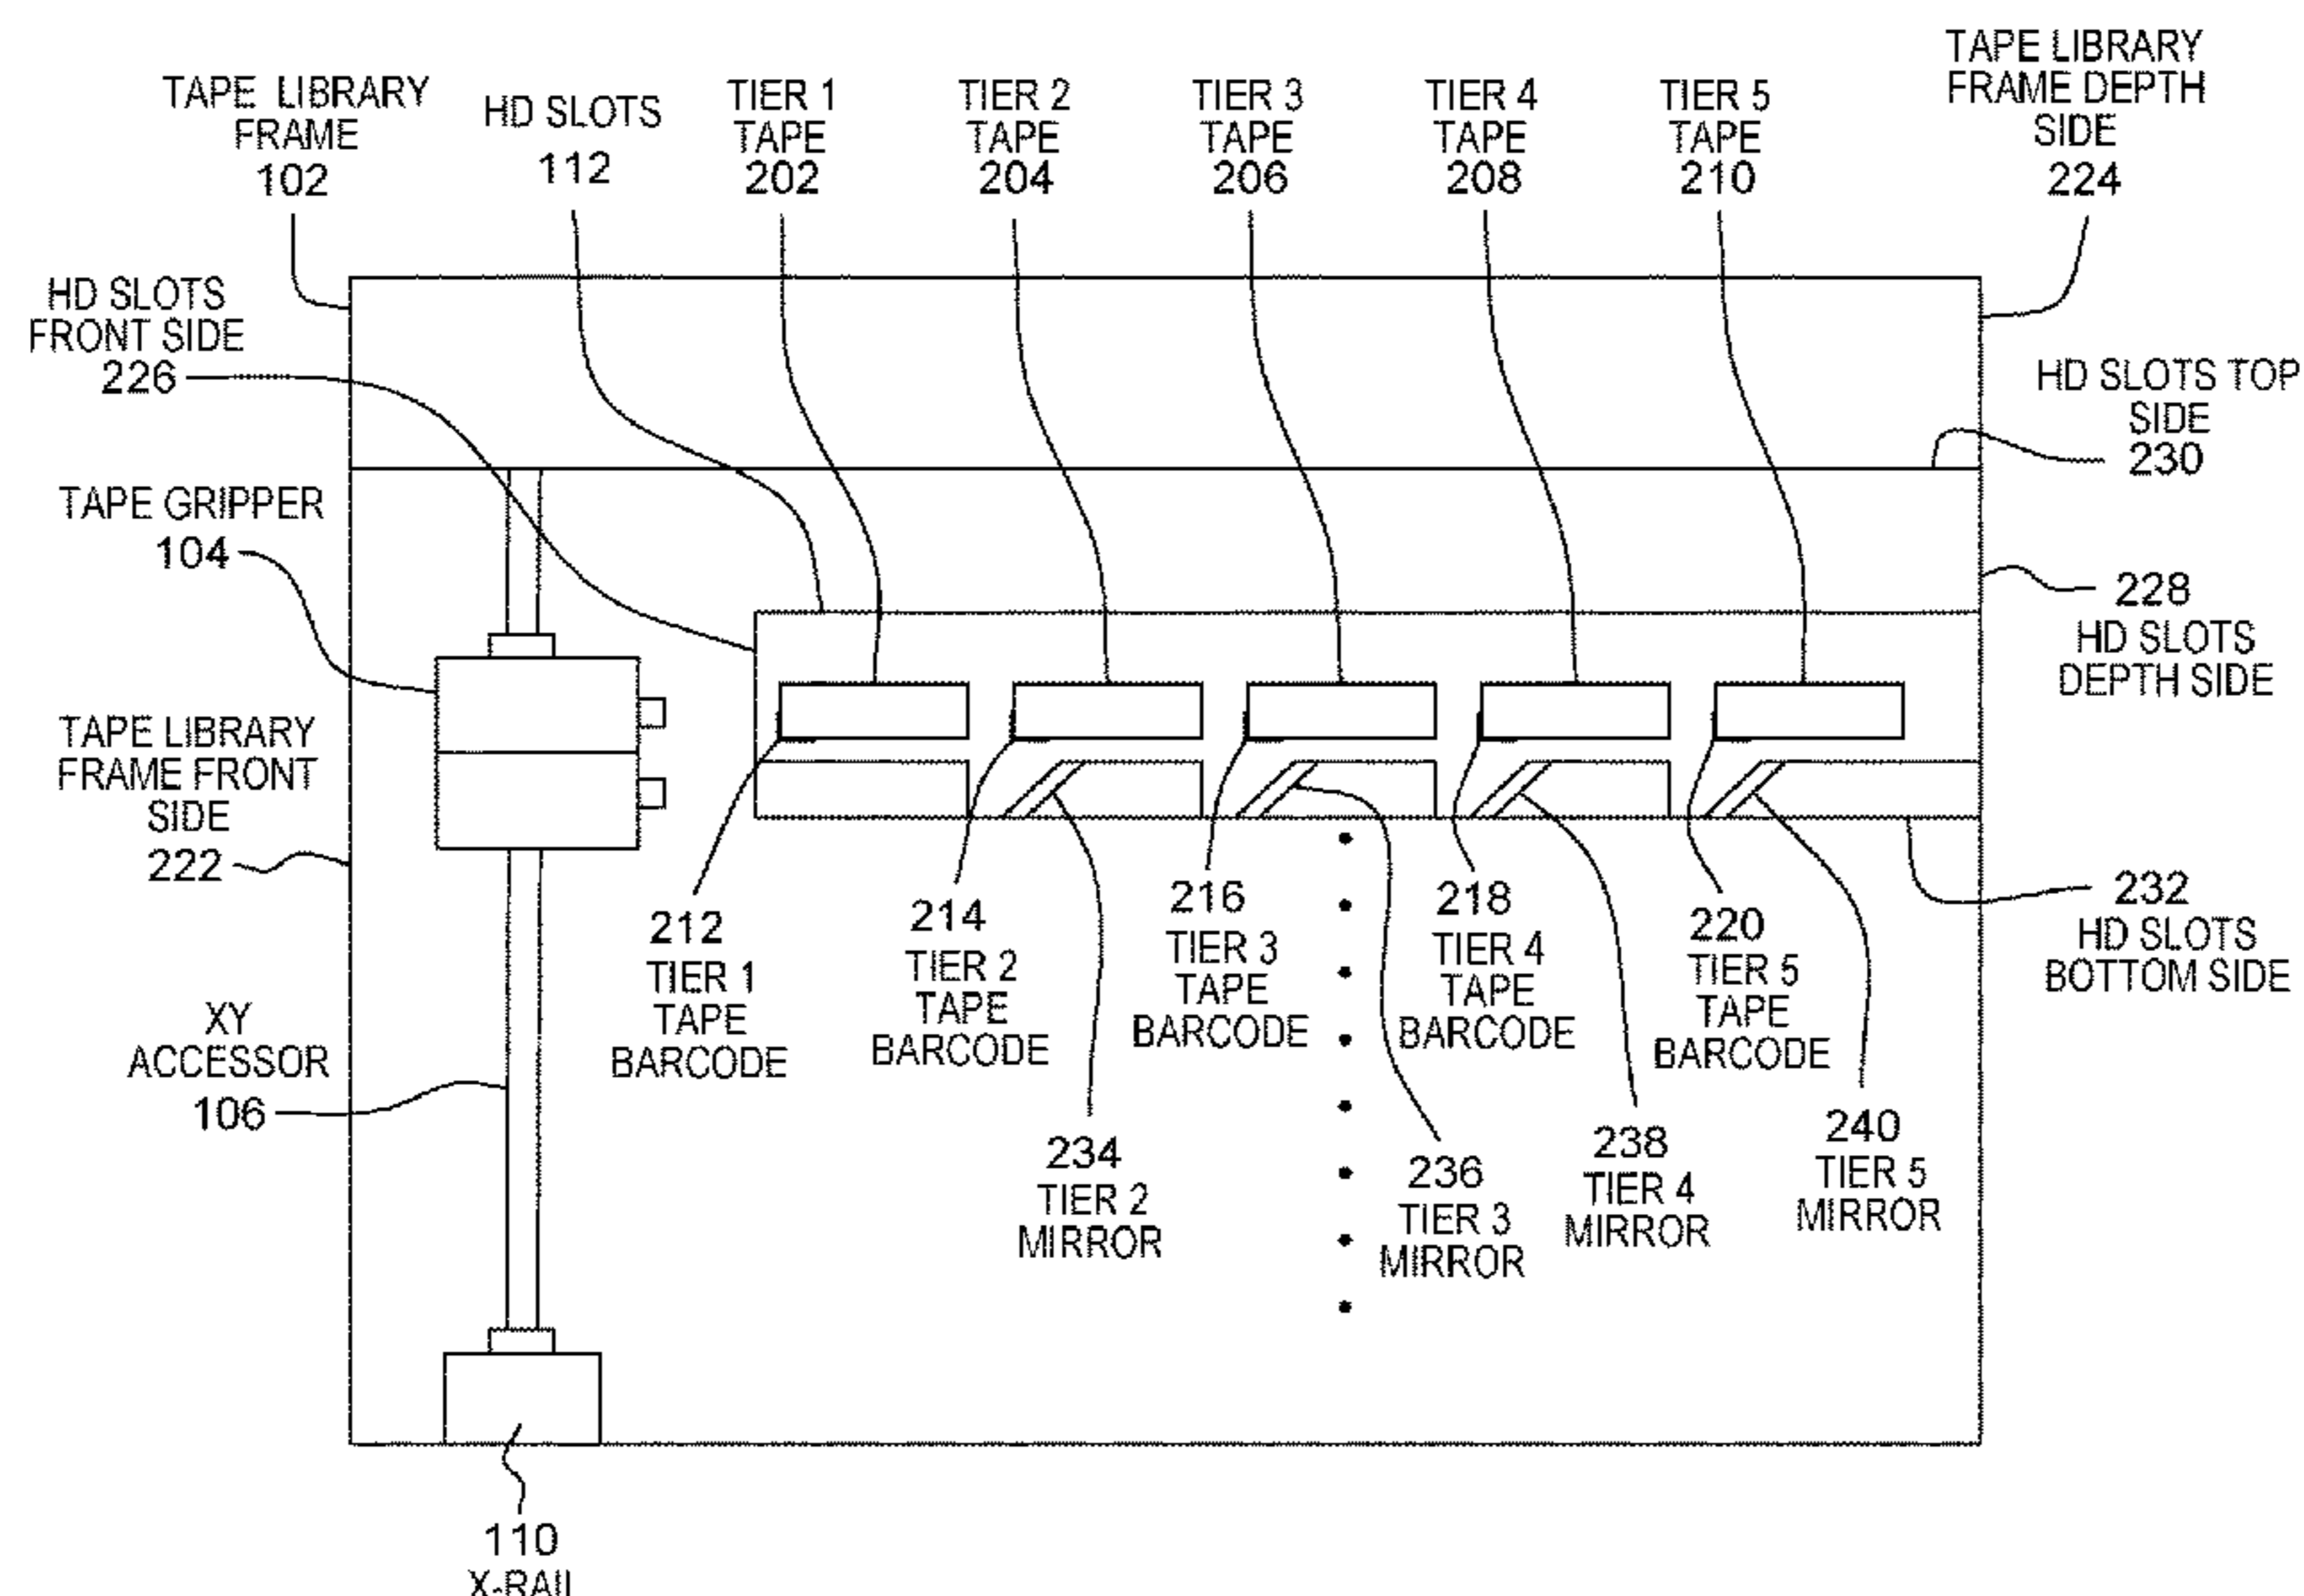 TAPE LIBRARY
FRAME
102
HD SLOTS
112
TIER 1
TAPE
202
TIER 2
TAPE
204
TIER 3
TAPE
206
TIER 4
TAPE
208
TIER 5
TAPE
210
TAPE LIBRARY
FRAME DEPTH
SIDE
224
HD SLOTS
FRONT SIDE
226
HD SLOTS TOP
SIDE
230
TAPE GRIPPER
104
228
HD SLOTS
DEPTH SIDE
TAPE LIBRARY
FRAME FRONT
SIDE
222
212
TIER 1
TAPE
BARCODE
214
TIER 2
TAPE
BARCODE
216
TIER 3
TAPE
BARCODE
218
TIER 4
TAPE
BARCODE
220
TIER 5
TAPE
BARCODE
232
HD SLOTS
BOTTOM SIDE
XY
ACCESSOR
106
234
TIER 2
MIRROR
236
TIER 3
MIRROR
238
TIER 4
MIRROR
240
TIER 5
MIRROR
110
X-RAIL